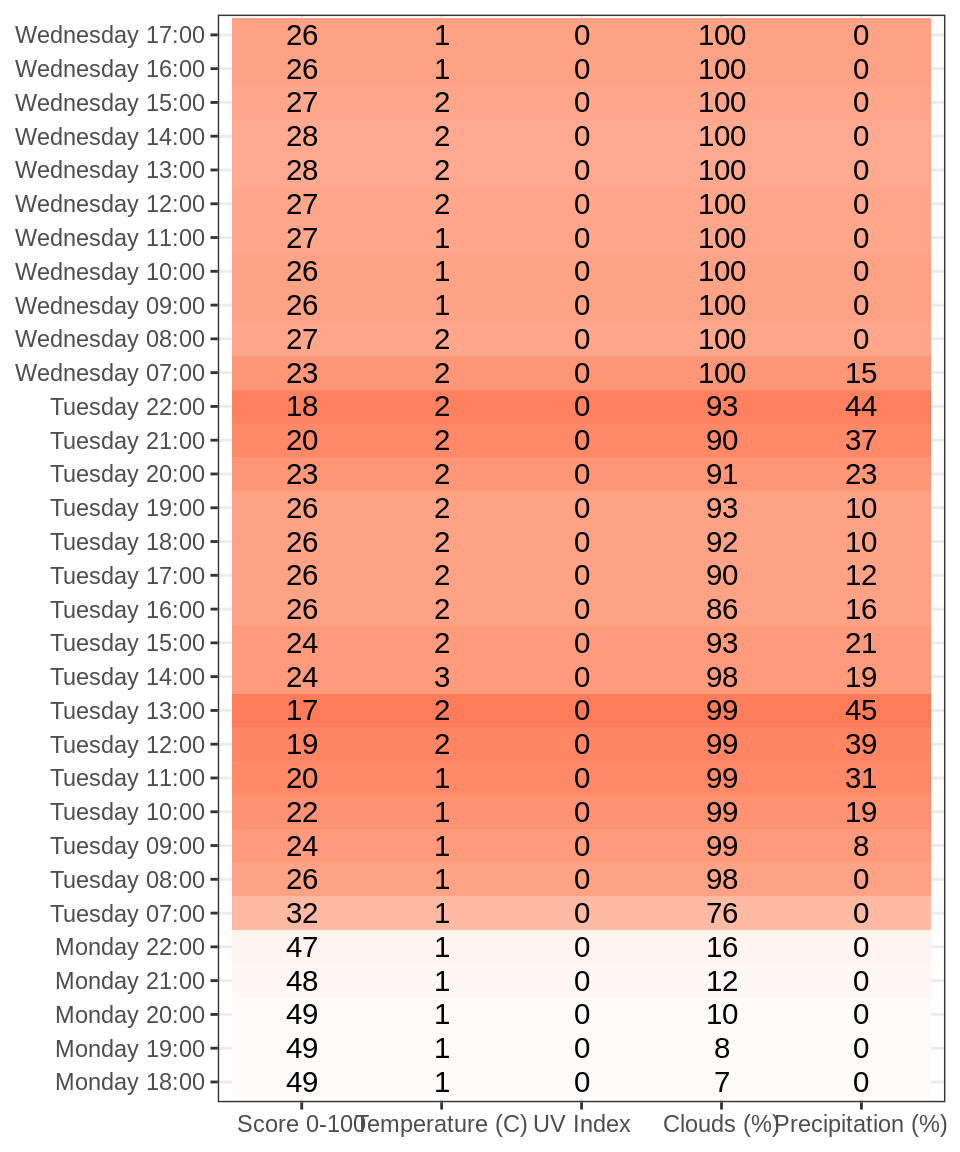 Wednesday 17:00 26 1 0 100 0
Wednesday 16:00 26 1 0 100 0
Wednesday 15:00 27 2 0 100 0
Wednesday 14:00 28 2 0 100 0
Wednesday 13:00 28 2 0 100 0
Wednesday 12:00 27 2 0 100 0
Wednesday 11:00 27 1 0 100 0
Wednesday 10:00 26 1 0 100 0
Wednesday 09:00 26 1 0 100 0
Wednesday 08:00 27 2 0 100 0
Wednesday 07:00 23 2 0 100 15
Tuesday 22:00 18 2 0 93 44
Tuesday 21:00 20 2 0 90 37
Tuesday 20:00 23 2 0 91 23
Tuesday 19:00 26 2 0 93 10
Tuesday 18:00 26 2 0 92 10
Tuesday 17:00 26 2 0 90 12
Tuesday 16:00 26 2 0 86 16
Tuesday 15:00 24 2 0 93 21
Tuesday 14:00 24 3 0 98 19
Tuesday 13:00 17 2 0 99 45
Tuesday 12:00 19 2 0 99 39
Tuesday 11:00 20 1 0 99 31
Tuesday 10:00 22 1 0 99 19
Tuesday 09:00 24 1 0 99 8
Tuesday 08:00 26 1 0 98 0
Tuesday 07:00 32 1 0 76 0
Monday 22:00 47 1 0 16 0
Monday 21:00 48 1 0 12 0
Monday 20:00 49 1 0 10 0
Monday 19:00 49 1 0 8 0
Monday 18:00 49 1 0 7 0
Score 0-100 Temperature (C) UV Index Clouds (%) Precipitation (%)